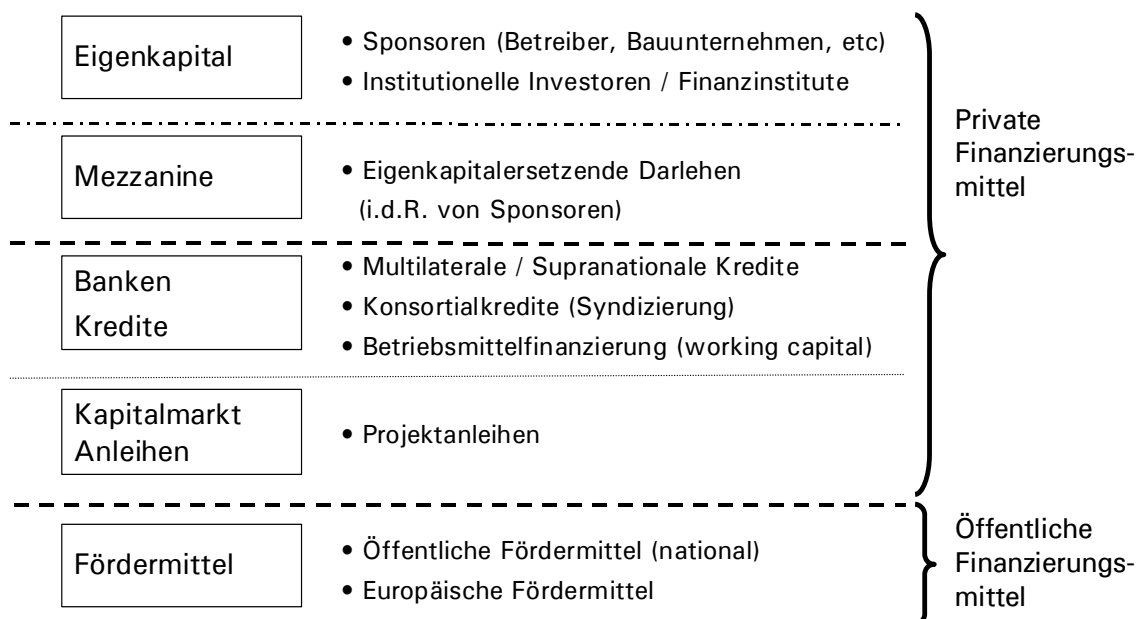 Eigenkapital
• Sponsoren (Betreiber, Bauunternehmen, etc)
• Institutionelle Investoren / Finanzinstitute
Mezzanine
• Eigenkapitalersetzende Darlehen
(i.d.R. von Sponsoren)
Banken
Kredite
• Multilaterale / Supranationale Kredite
• Konsortialkredite (Syndizierung)
• Betriebsmittelfinanzierung (working capital)
Kapitalmarkt
Anleihen
• Projektanleihen
Private
Finanzierungs-
mittel
Fördermittel
• Öffentliche Fördermittel (national)
• Europäische Fördermittel
Öffentliche
Finanzierungs-
mittel